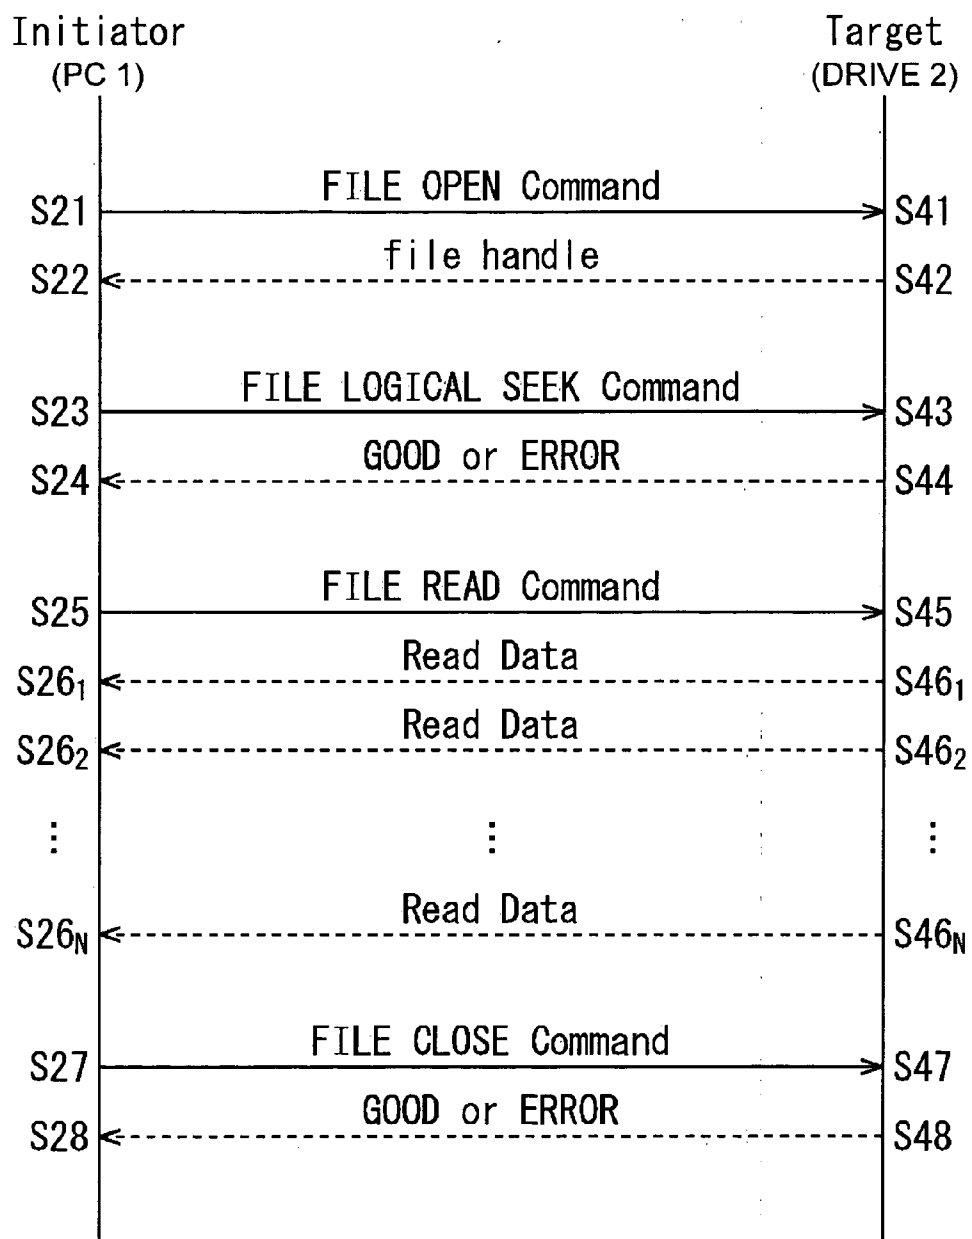 Initiator Target
(PC 1) (DRIVE 2)
FILE OPEN Command
S21 S41
file handle
S22 S42
FILE LOGICAL SEEK Command
S23 S43
GOOD or ERROR
S24 S44
FILE READ Command
S25 S45
Read Data
S26₁ S46₁
Read Data
S26₂ S46₂
⋮ ⋮ ⋮
Read Data
S26N S46N
FILE CLOSE Command
S27 S47
GOOD or ERROR
S28 S48